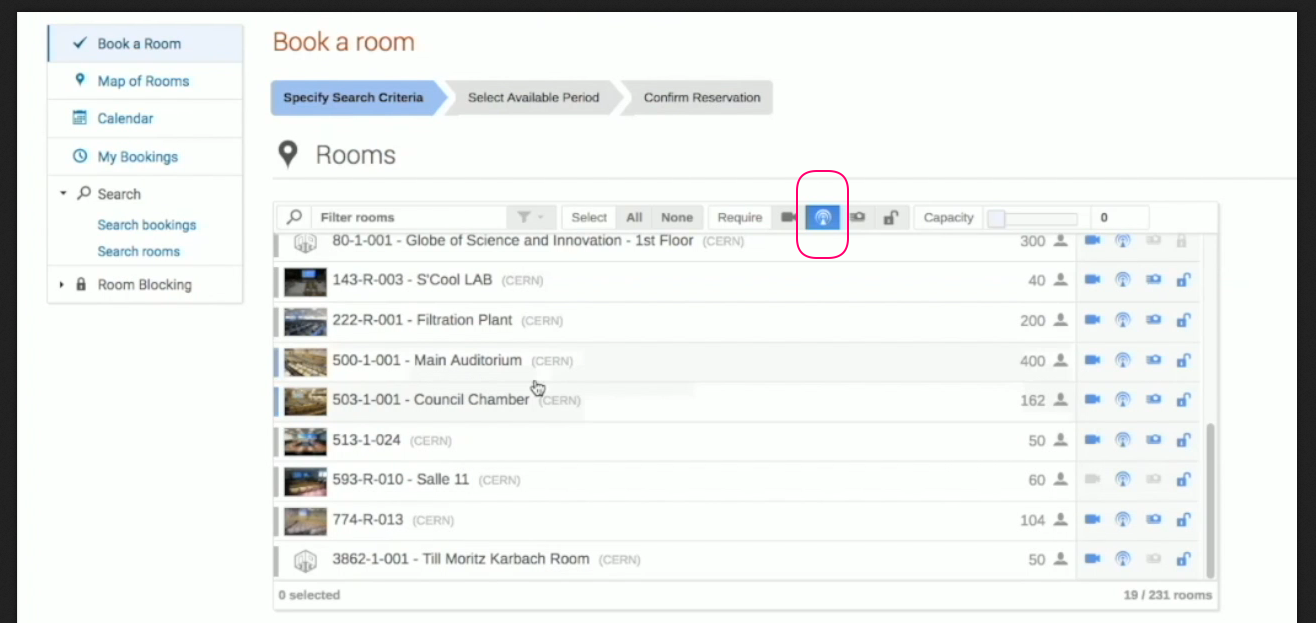 Book a Room
Map of Rooms
Calendar
My Bookings
Search
Search bookings
Search rooms
Room Blocking
Book a room
Specify Search Criteria
Select Available Period
Confirm Reservation
Rooms
Filter rooms Select All None Require Capacity 0
80-1-001 - Globe of Science and Innovation - 1st Floor (CERN) 300
143-R-003 - S'Cool LAB (CERN) 40
222-R-001 - Filtration Plant (CERN) 200
500-1-001 - Main Auditorium (CERN) 400
503-1-001 - Council Chamber (CERN) 162
513-1-024 (CERN) 50
593-R-010 - Salle 11 (CERN) 60
774-R-013 (CERN) 104
3862-1-001 - Till Moritz Karbach Room (CERN) 50
0 selected 19 / 231 rooms